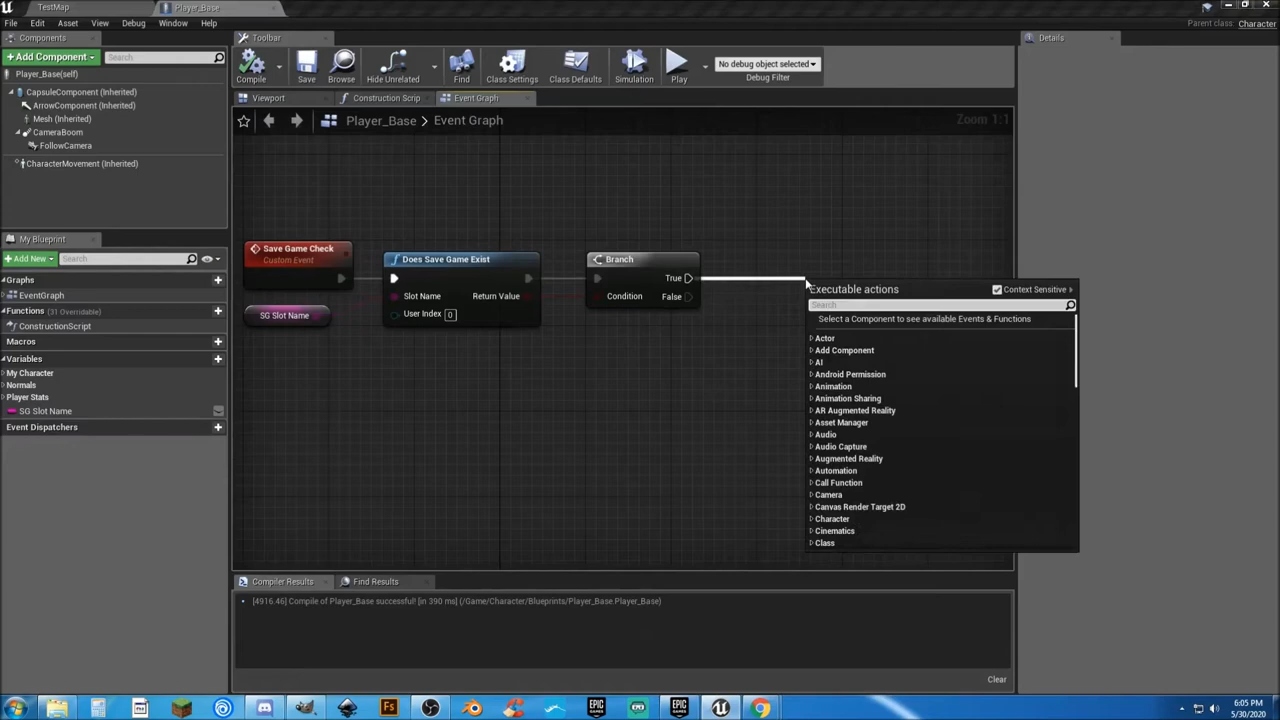 TestMap
Player_Base
File Edit Asset View Debug Window Help
Parent class: Character
Components
Toolbar
Details
+Add Component
Search
Player_Base(self)
CapsuleComponent (Inherited)
ArrowComponent (Inherited)
Mesh (Inherited)
CameraBoom
FollowCamera
CharacterMovement (Inherited)
Compile
Save
Browse
Hide Unrelated
Find
Class Settings
Class Defaults
Simulation
Play
No debug object selected
Debug Filter
Viewport
Construction Scrip
Event Graph
Player_Base > Event Graph
Zoom 1:1
My Blueprint
+Add New
Search
Graphs
EventGraph
Functions (31 Overridable)
ConstructionScript
Macros
Variables
My Character
Normals
Player Stats
SG Slot Name
Event Dispatchers
Save Game Check
Custom Event
SG Slot Name
Does Save Game Exist
Slot Name
Return Value
User Index 0
Branch
True
Condition
False
Executable actions
Context Sensitive
Search
Select a Component to see available Events & Functions
Actor
Add Component
AI
Android Permission
Animation
Animation Sharing
AR Augmented Reality
Asset Manager
Audio
Audio Capture
Augmented Reality
Automation
Call Function
Camera
Canvas Render Target 2D
Character
Cinematics
Class
Compiler Results
Find Results
[4916.46] Compile of Player_Base successful! [in 390 ms] (/Game/Character/Blueprints/Player_Base.Player_Base)
Clear
Fs
EPIC GAMES
EPIC GAMES
6:05 PM
5/30/2020